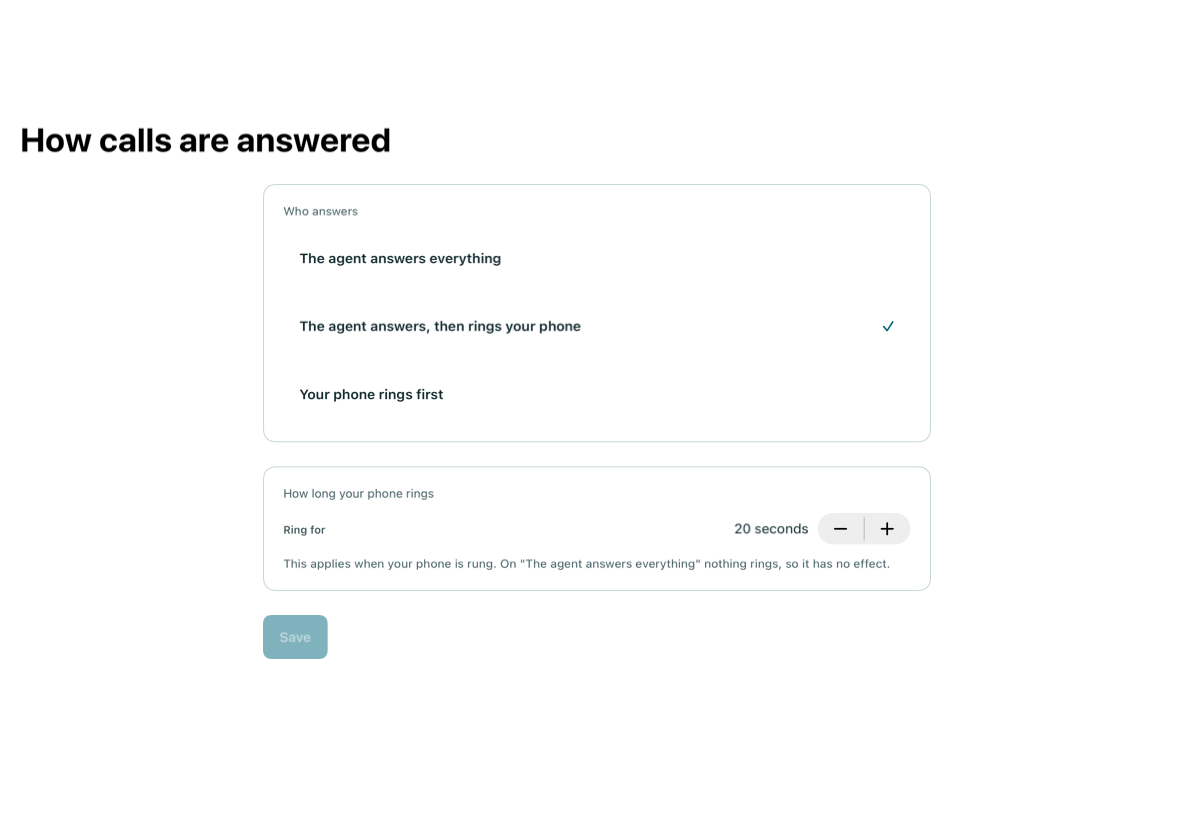 How calls are answered
Who answers
The agent answers everything
The agent answers, then rings your phone
Your phone rings first
How long your phone rings
Ring for
20 seconds
This applies when your phone is rung. On "The agent answers everything" nothing rings, so it has no effect.
Save